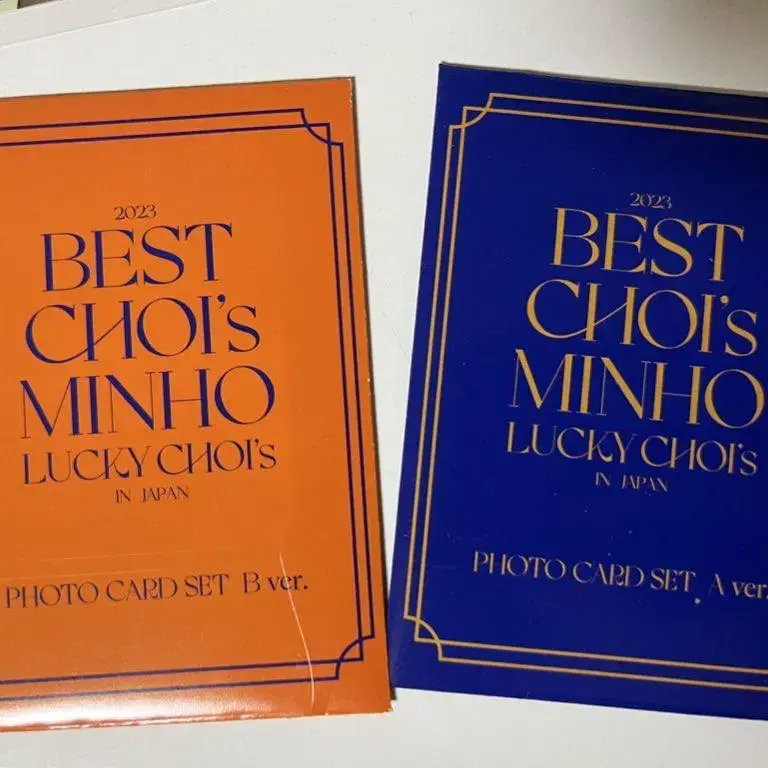 2023
BEST
CHOI's
MINHO
LUCKY CHOI's
IN JAPAN
PHOTO CARD SET B ver.
2023
BEST
CHOI's
MINHO
LUCKY CHOI's
IN JAPAN
PHOTO CARD SET A ver.